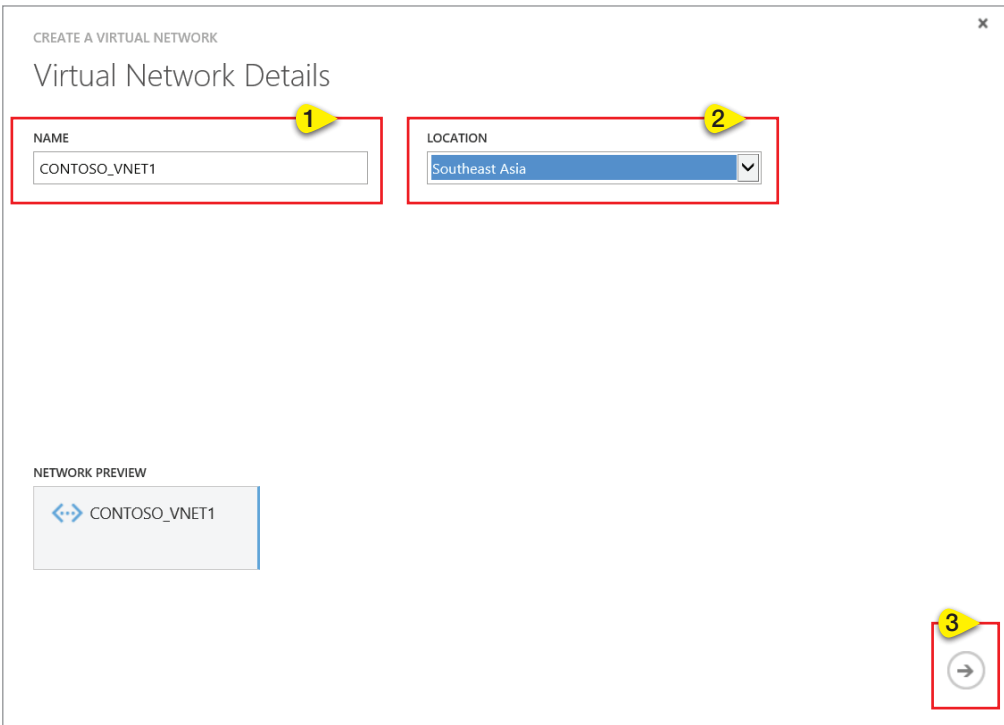 CREATE A VIRTUAL NETWORK
Virtual Network Details
1
2
NAME
LOCATION
CONTOSO_VNET1
Southeast Asia
NETWORK PREVIEW
CONTOSO_VNET1
3